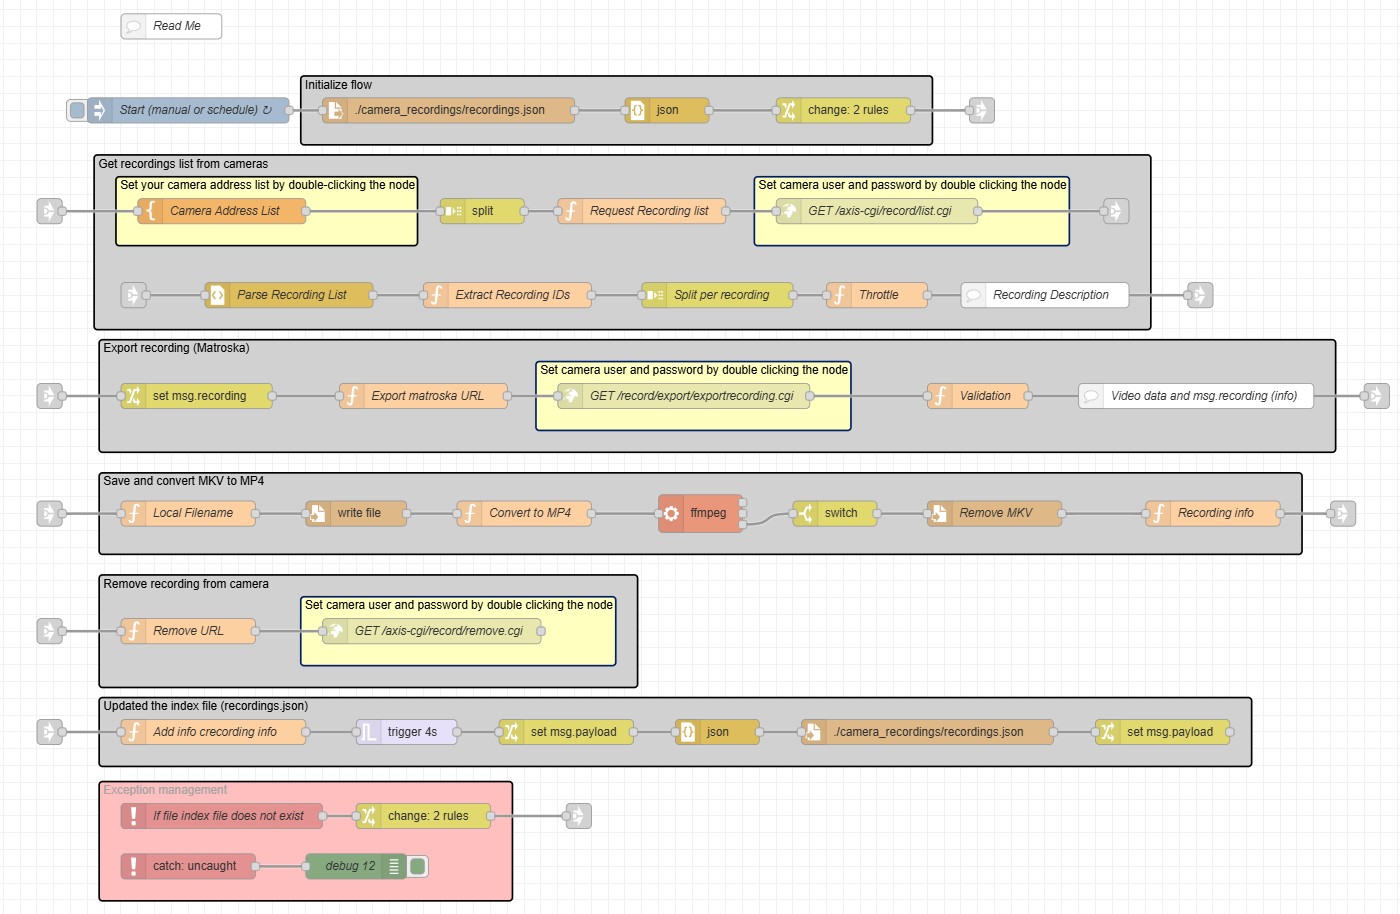 Read Me
Initialize flow
Start (manual or schedule) ↻
./camera_recordings/recordings.json
json
change: 2 rules
Get recordings list from cameras
Set your camera address list by double-clicking the node
Set camera user and password by double clicking the node
Camera Address List
split
Request Recording list
GET /axis-cgi/record/list.cgi
Parse Recording List
Extract Recording IDs
Split per recording
Throttle
Recording Description
Export recording (Matroska)
Set camera user and password by double clicking the node
set msg.recording
Export matroska URL
GET /record/export/exportrecording.cgi
Validation
Video data and msg.recording (info)
Save and convert MKV to MP4
Local Filename
write file
Convert to MP4
ffmpeg
switch
Remove MKV
Recording info
Remove recording from camera
Set camera user and password by double clicking the node
Remove URL
GET /axis-cgi/record/remove.cgi
Updated the index file (recordings.json)
Add info crecording info
trigger 4s
set msg.payload
json
./camera_recordings/recordings.json
set msg.payload
Exception management
If file index file does not exist
change: 2 rules
catch: uncaught
debug 12